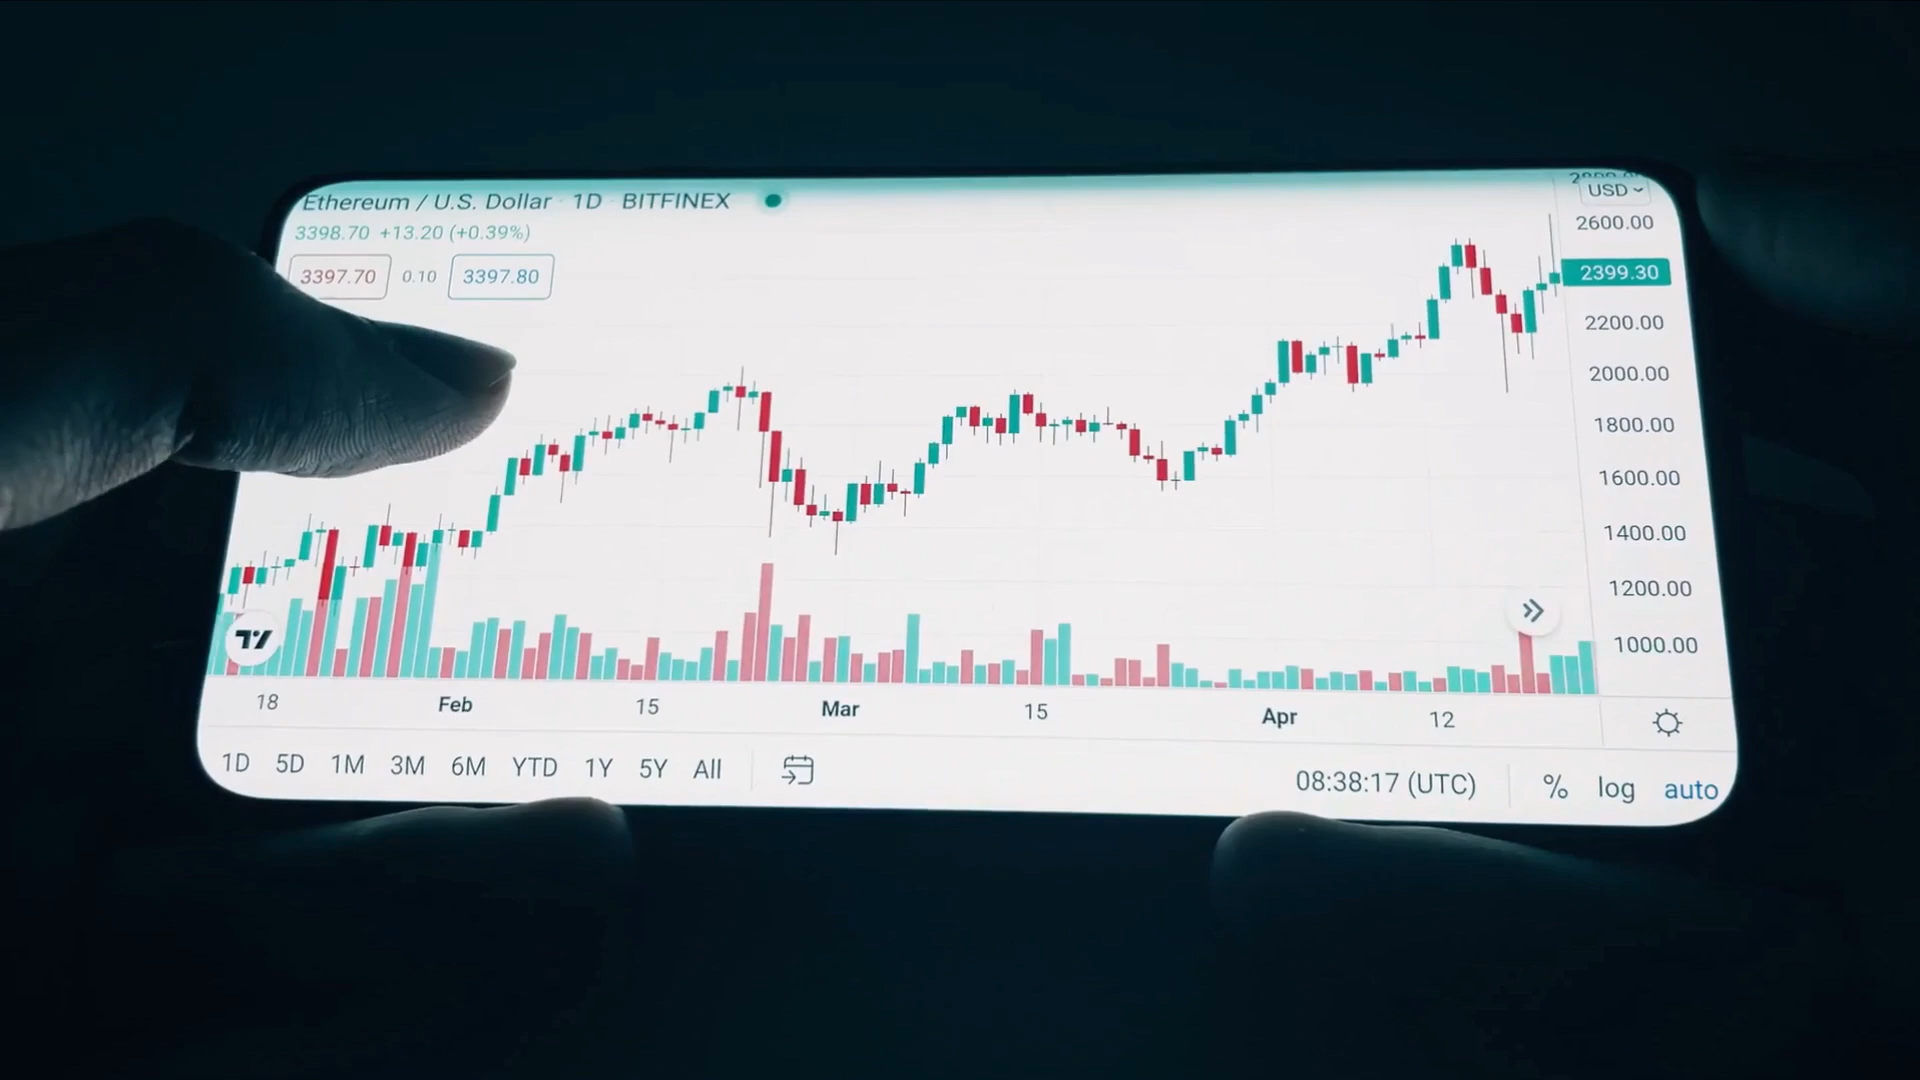 Ethereum / U.S. Dollar · 1D · BITFINEX
3398.70 +13.20 (+0.39%)
3397.70 0.10 3397.80
USD
2600.00
2399.30
2200.00
2000.00
1800.00
1600.00
1400.00
1200.00
1000.00
18 Feb 15 Mar 15 Apr 12
1D 5D 1M 3M 6M YTD 1Y 5Y All
08:38:17 (UTC) % log auto